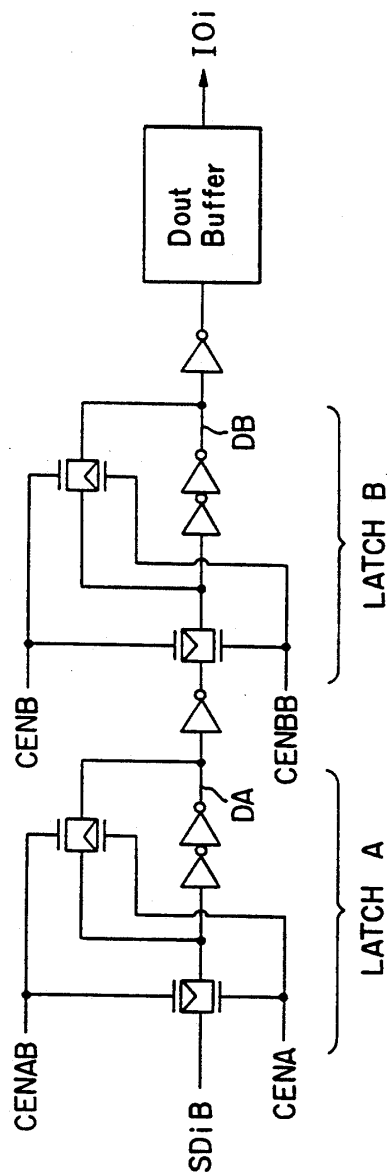 CENAB
CENB
SDiB
DA
DB
Dout
Buffer
IOi
CENA
CENBB
LATCH A
LATCH B